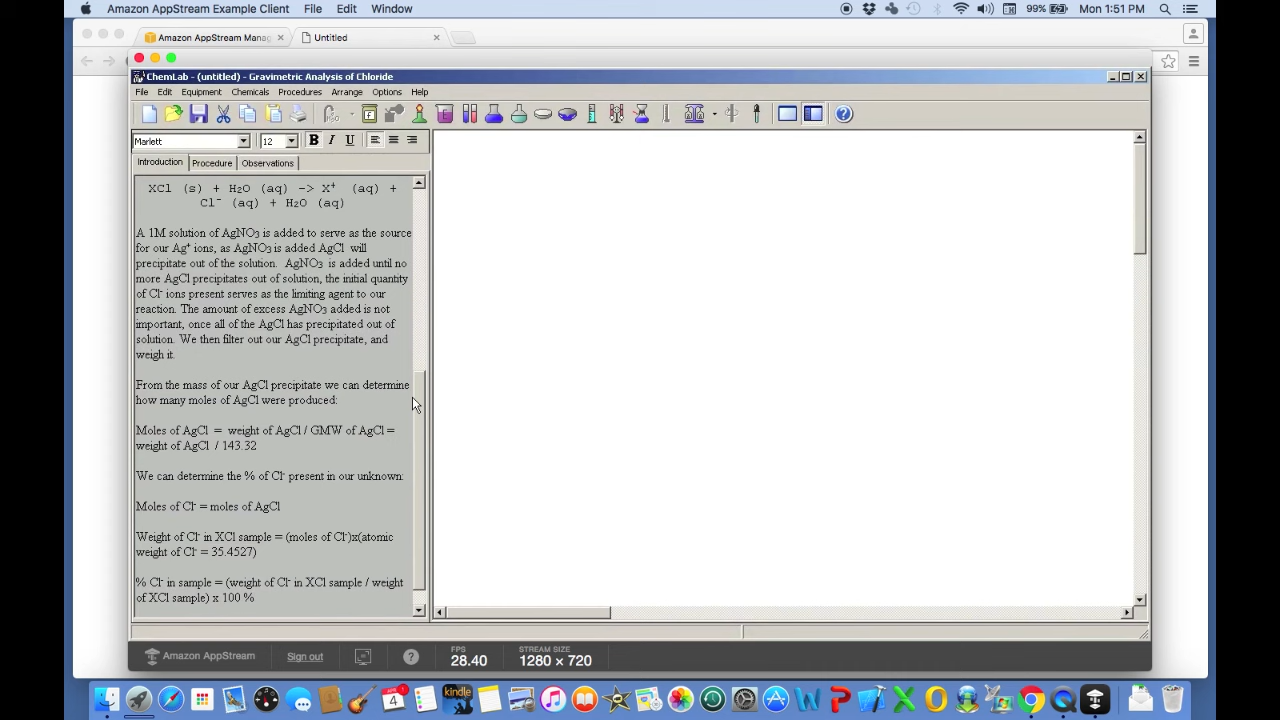 Amazon AppStream Example Client File Edit Window 99% Mon 1:51 PM
Amazon AppStream Mana
Untitled
ChemLab - (untitled) - Gravimetric Analysis of Chloride
File Edit Equipment Chemicals Procedures Arrange Options Help
Marlett 12 B I U
Introduction Procedure Observations
XCl (s) + H₂O (aq) -> X⁺ (aq) +
Cl⁻ (aq) + H₂O (aq)
A 1M solution of AgNO₃ is added to serve as the source
for our Ag⁺ ions, as AgNO₃ is added AgCl will
precipitate out of the solution. AgNO₃ is added until no
more AgCl precipitates out of solution, the initial quantity
of Cl⁻ ions present serves as the limiting agent to our
reaction. The amount of excess AgNO₃ added is not
important, once all of the AgCl has precipitated out of
solution. We then filter out our AgCl precipitate, and
weigh it.
From the mass of our AgCl precipitate we can determine
how many moles of AgCl were produced:
Moles of AgCl = weight of AgCl / GMW of AgCl =
weight of AgCl / 143.32
We can determine the % of Cl⁻ present in our unknown:
Moles of Cl⁻ = moles of AgCl
Weight of Cl⁻ in XCl sample = (moles of Cl⁻)x(atomic
weight of Cl⁻ = 35.4527)
% Cl⁻ in sample = (weight of Cl⁻ in XCl sample / weight
of XCl sample) x 100 %
Amazon AppStream Sign out FPS STREAM SIZE
28.40 1280 × 720
APR
4
kindle